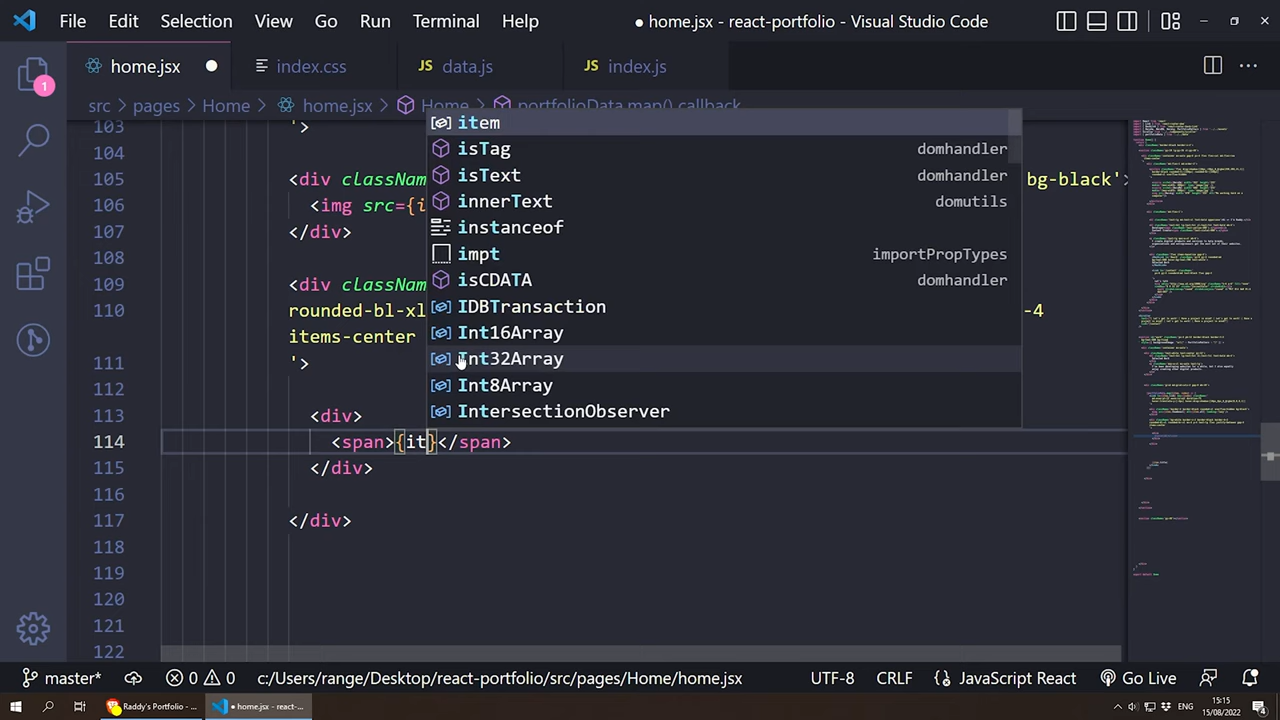 File Edit Selection View Go Run Terminal Help ● home.jsx - react-portfolio - Visual Studio Code
home.jsx index.css JS data.js JS index.js
1
src > pages > Home > home.jsx > Home > portfolioData.map() callback
103 '>
104
105 <div classNam bg-black'>
106 <img src={i
107 </div>
108
109 <div classNam
110 rounded-bl-xl -4
items-center
111 '>
112
113 <div>
114 <span>{it}</span>
115 </div>
116
117 </div>
118
119
120
121
122
item
isTag domhandler
isText domhandler
innerText domutils
instanceof
impt importPropTypes
isCDATA domhandler
IDBTransaction
Int16Array
Int32Array
Int8Array
IntersectionObserver
master* 0 0 c:/Users/range/Desktop/react-portfolio/src/pages/Home/home.jsx UTF-8 CRLF JavaScript React Go Live
Raddy's Portfolio - ... ● home.jsx - react-... ENG 15:15
15/08/2022 4